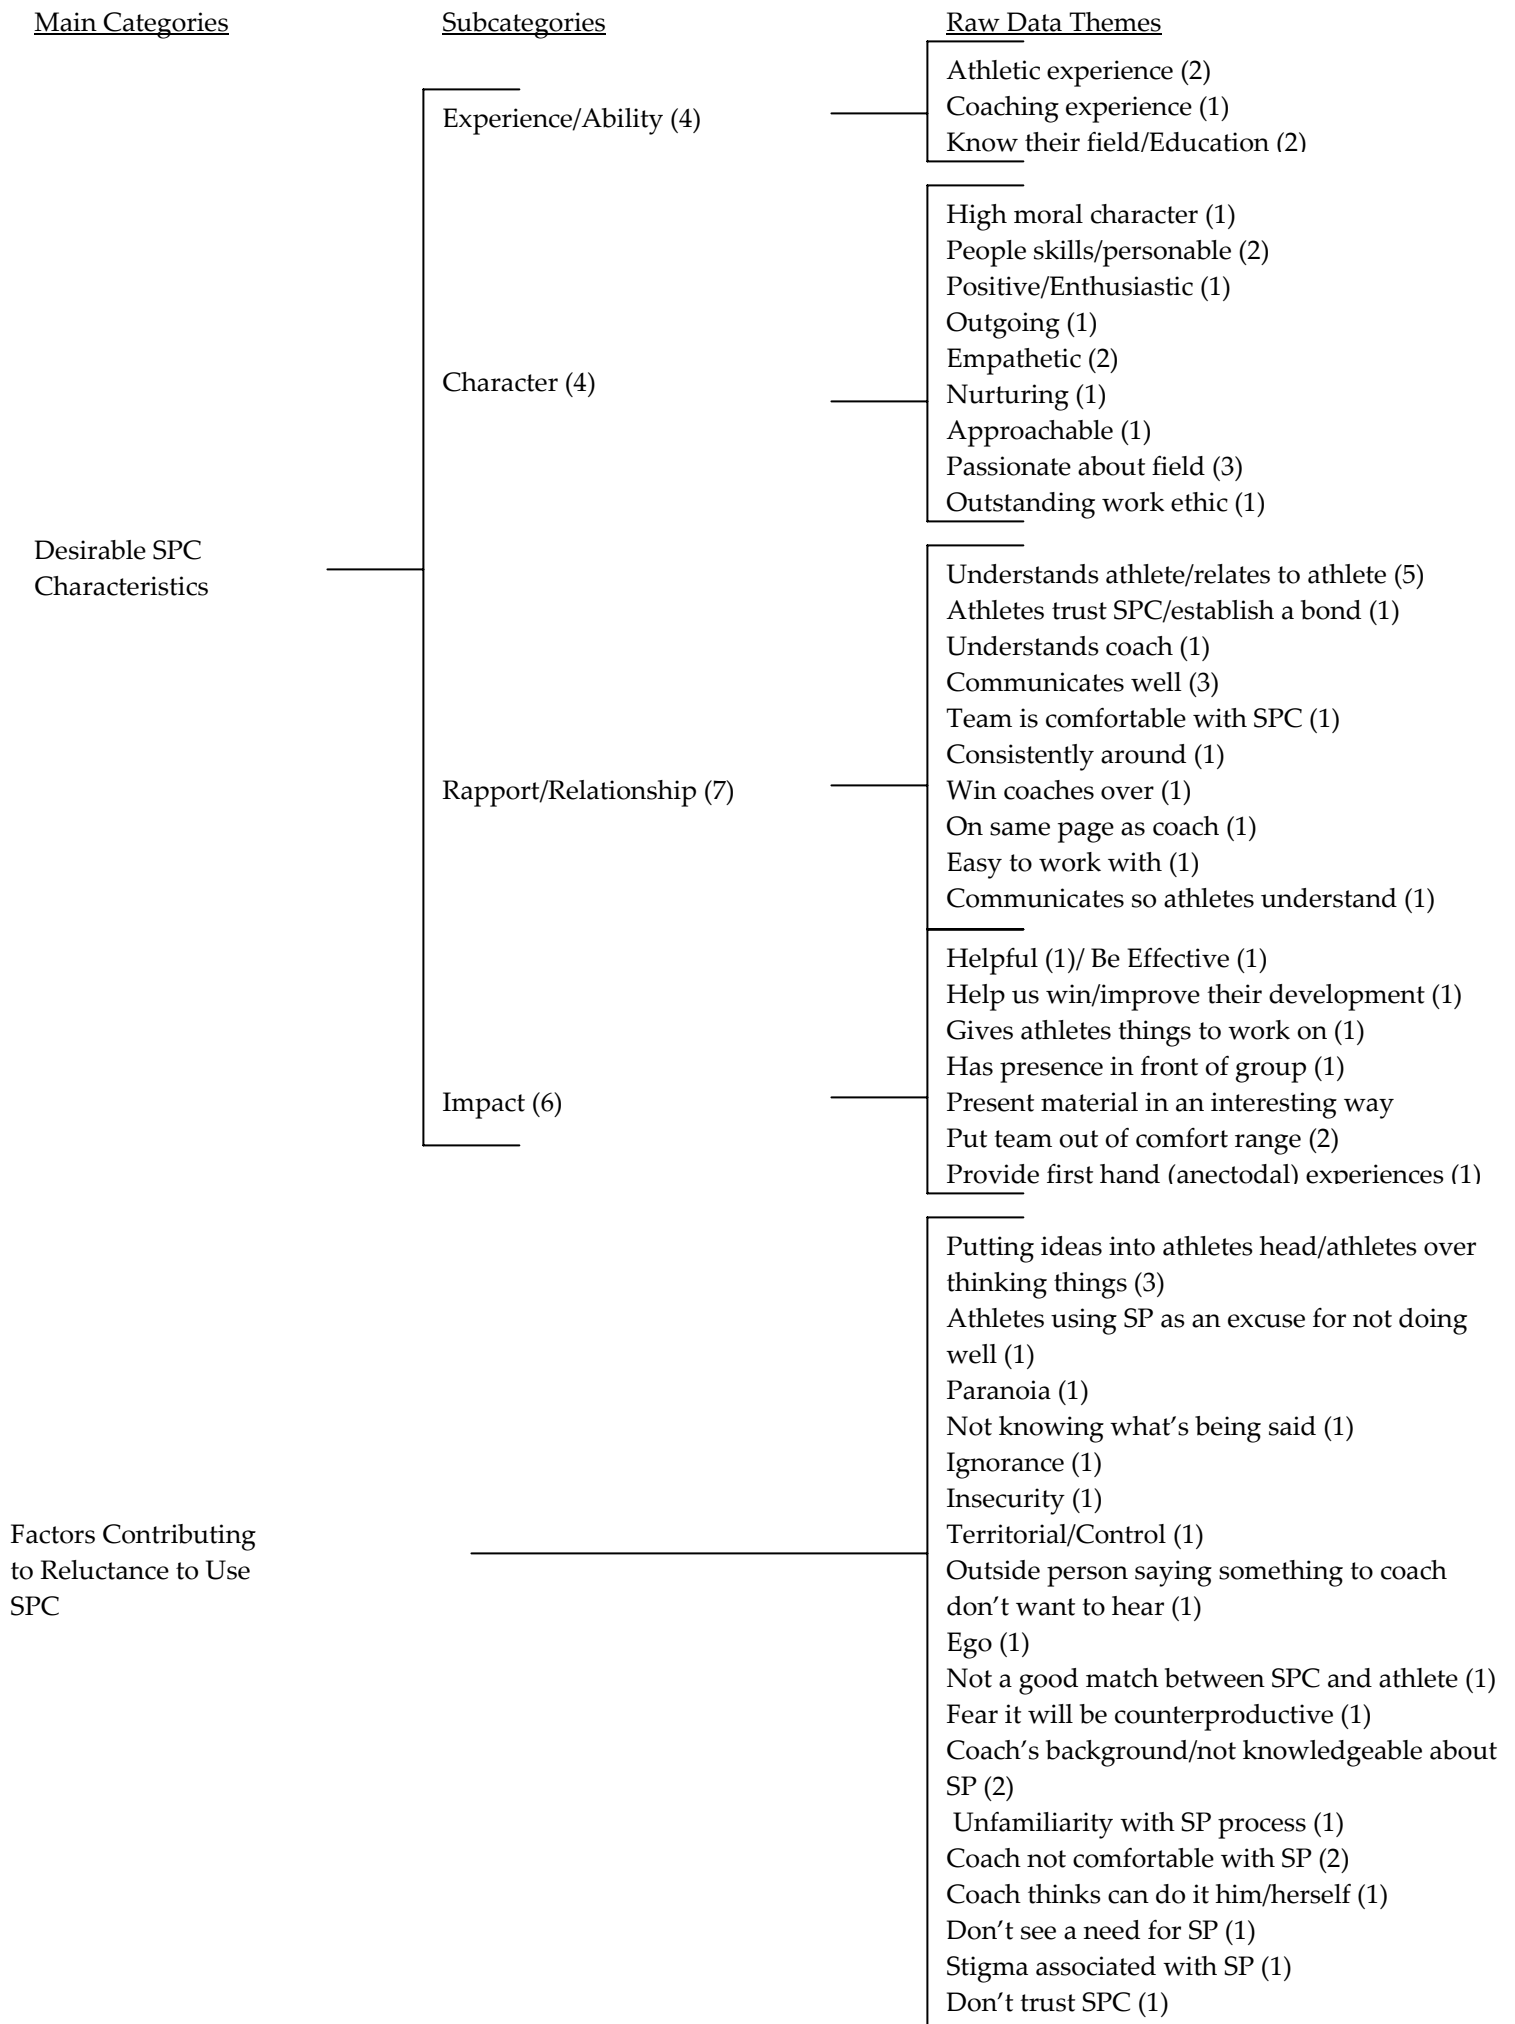 Main Categories
Subcategories
Raw Data Themes
Athletic experience (2)
Experience/Ability (4)
Coaching experience (1)
Know their field/Education (2)
High moral character (1)
People skills/personable (2)
Positive/Enthusiastic (1)
Outgoing (1)
Empathetic (2)
Character (4)
Nurturing (1)
Approachable (1)
Passionate about field (3)
Outstanding work ethic (1)
Desirable SPC
Characteristics
Understands athlete/relates to athlete (5)
Athletes trust SPC/establish a bond (1)
Understands coach (1)
Communicates well (3)
Team is comfortable with SPC (1)
Consistently around (1)
Rapport/Relationship (7)
Win coaches over (1)
On same page as coach (1)
Easy to work with (1)
Communicates so athletes understand (1)
Helpful (1)/ Be Effective (1)
Help us win/improve their development (1)
Gives athletes things to work on (1)
Has presence in front of group (1)
Impact (6)
Present material in an interesting way
Put team out of comfort range (2)
Provide first hand (anectodal) experiences (1)
Putting ideas into athletes head/athletes over
thinking things (3)
Athletes using SP as an excuse for not doing
well (1)
Paranoia (1)
Not knowing what's being said (1)
Ignorance (1)
Insecurity (1)
Factors Contributing
to Reluctance to Use
SPC
Territorial/Control (1)
Outside person saying something to coach
don't want to hear (1)
Ego (1)
Not a good match between SPC and athlete (1)
Fear it will be counterproductive (1)
Coach's background/not knowledgeable about
SP (2)
Unfamiliarity with SP process (1)
Coach not comfortable with SP (2)
Coach thinks can do it him/herself (1)
Don't see a need for SP (1)
Stigma associated with SP (1)
Don't trust SPC (1)